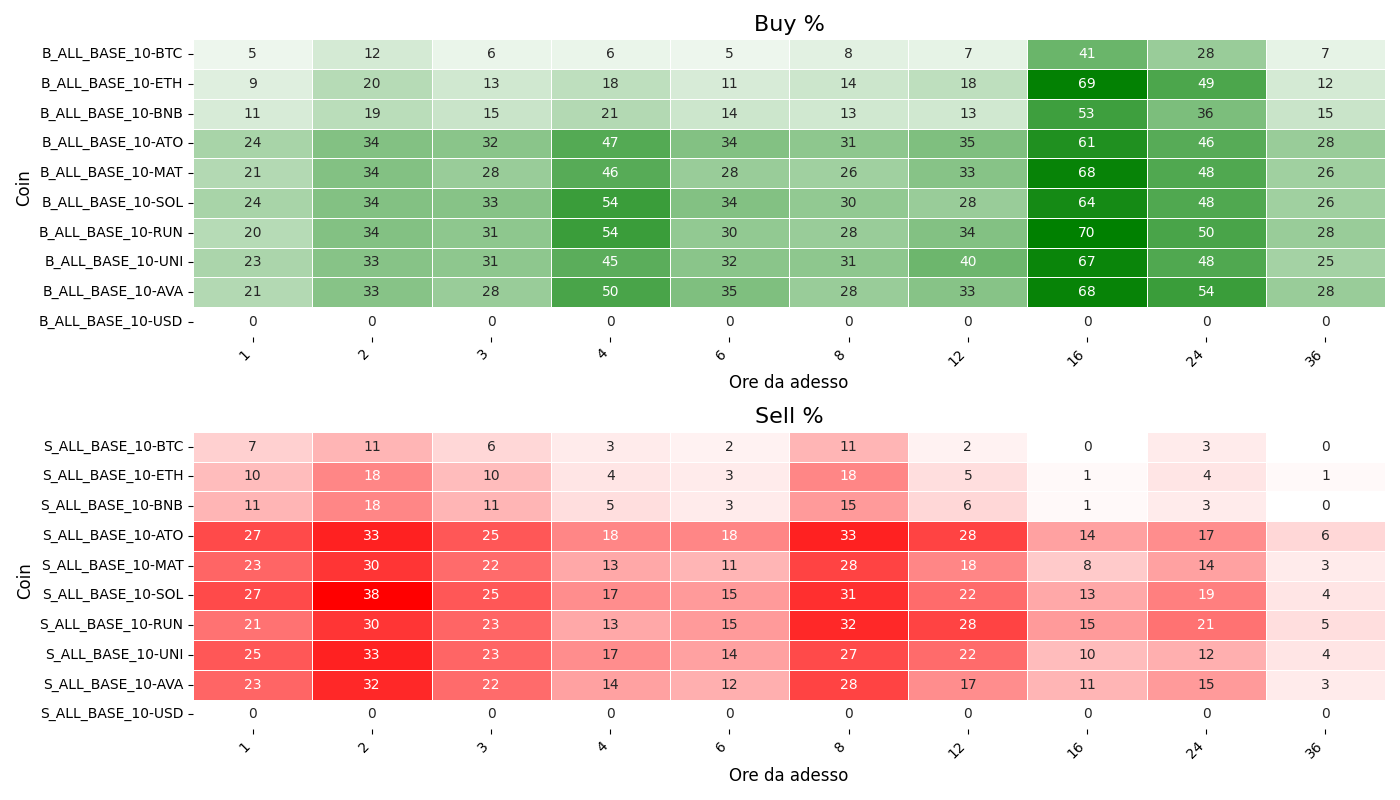 Buy %
Coin
B_ALL_BASE_10-BTC 5 12 6 6 5 8 7 41 28 7
B_ALL_BASE_10-ETH 9 20 13 18 11 14 18 69 49 12
B_ALL_BASE_10-BNB 11 19 15 21 14 13 13 53 36 15
B_ALL_BASE_10-ATO 24 34 32 47 34 31 35 61 46 28
B_ALL_BASE_10-MAT 21 34 28 46 28 26 33 68 48 26
B_ALL_BASE_10-SOL 24 34 33 54 34 30 28 64 48 26
B_ALL_BASE_10-RUN 20 34 31 54 30 28 34 70 50 28
B_ALL_BASE_10-UNI 23 33 31 45 32 31 40 67 48 25
B_ALL_BASE_10-AVA 21 33 28 50 35 28 33 68 54 28
B_ALL_BASE_10-USD 0 0 0 0 0 0 0 0 0 0
1 2 3 4 6 8 12 16 24 36
Ore da adesso
Sell %
Coin
S_ALL_BASE_10-BTC 7 11 6 3 2 11 2 0 3 0
S_ALL_BASE_10-ETH 10 18 10 4 3 18 5 1 4 1
S_ALL_BASE_10-BNB 11 18 11 5 3 15 6 1 3 0
S_ALL_BASE_10-ATO 27 33 25 18 18 33 28 14 17 6
S_ALL_BASE_10-MAT 23 30 22 13 11 28 18 8 14 3
S_ALL_BASE_10-SOL 27 38 25 17 15 31 22 13 19 4
S_ALL_BASE_10-RUN 21 30 23 13 15 32 28 15 21 5
S_ALL_BASE_10-UNI 25 33 23 17 14 27 22 10 12 4
S_ALL_BASE_10-AVA 23 32 22 14 12 28 17 11 15 3
S_ALL_BASE_10-USD 0 0 0 0 0 0 0 0 0 0
1 2 3 4 6 8 12 16 24 36
Ore da adesso